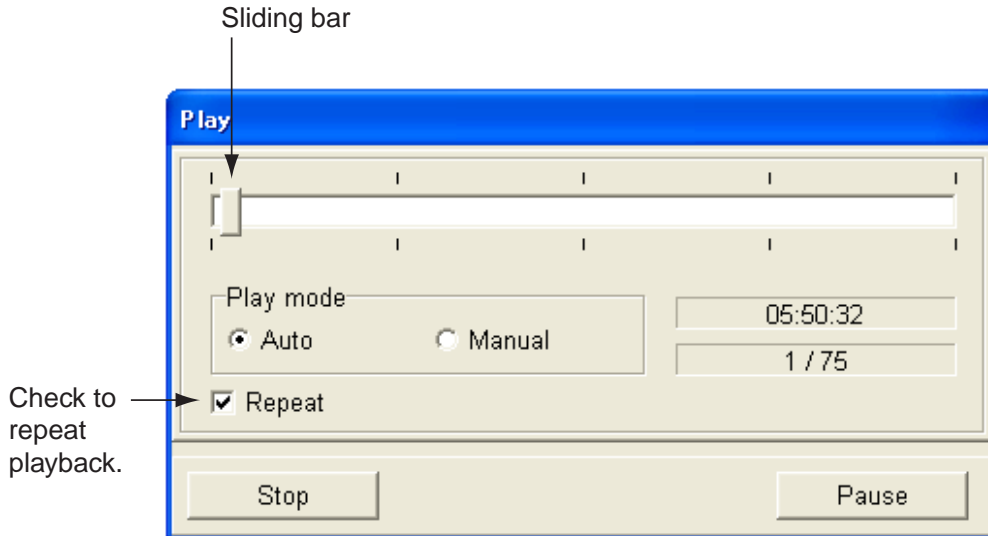 Sliding bar
Play
Play mode
Auto Manual
05:50:32
1 / 75
Check to
repeat
playback.
Repeat
Stop Pause